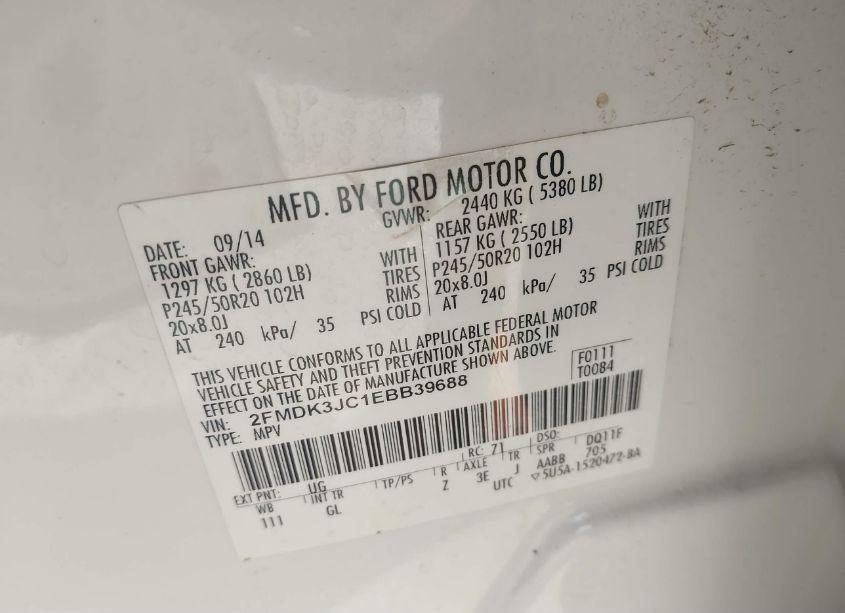 MFD. BY FORD MOTOR CO.
DATE: 09/14
GVWR: 2440 KG ( 5380 LB)
FRONT GAWR:
1297 KG ( 2860 LB) WITH
P245/50R20 102H TIRES
20x8.0J RIMS
AT 240 kPa/ 35 PSI COLD
REAR GAWR:
1157 KG ( 2550 LB) WITH
P245/50R20 102H TIRES
20x8.0J RIMS
AT 240 kPa/ 35 PSI COLD
THIS VEHICLE CONFORMS TO ALL APPLICABLE FEDERAL MOTOR
VEHICLE SAFETY AND THEFT PREVENTION STANDARDS IN
EFFECT ON THE DATE OF MANUFACTURE SHOWN ABOVE.
VIN: 2FMDK3JC1EBB39688
TYPE: MPV
F0111
T0084
EXT PNT: UG RC: 71 DSO: DQ11F
WB INT TR TP/PS R AXLE TR SPR 705
111 GL Z 3E J AABB
UTC ▽5U5A-1520472-BA